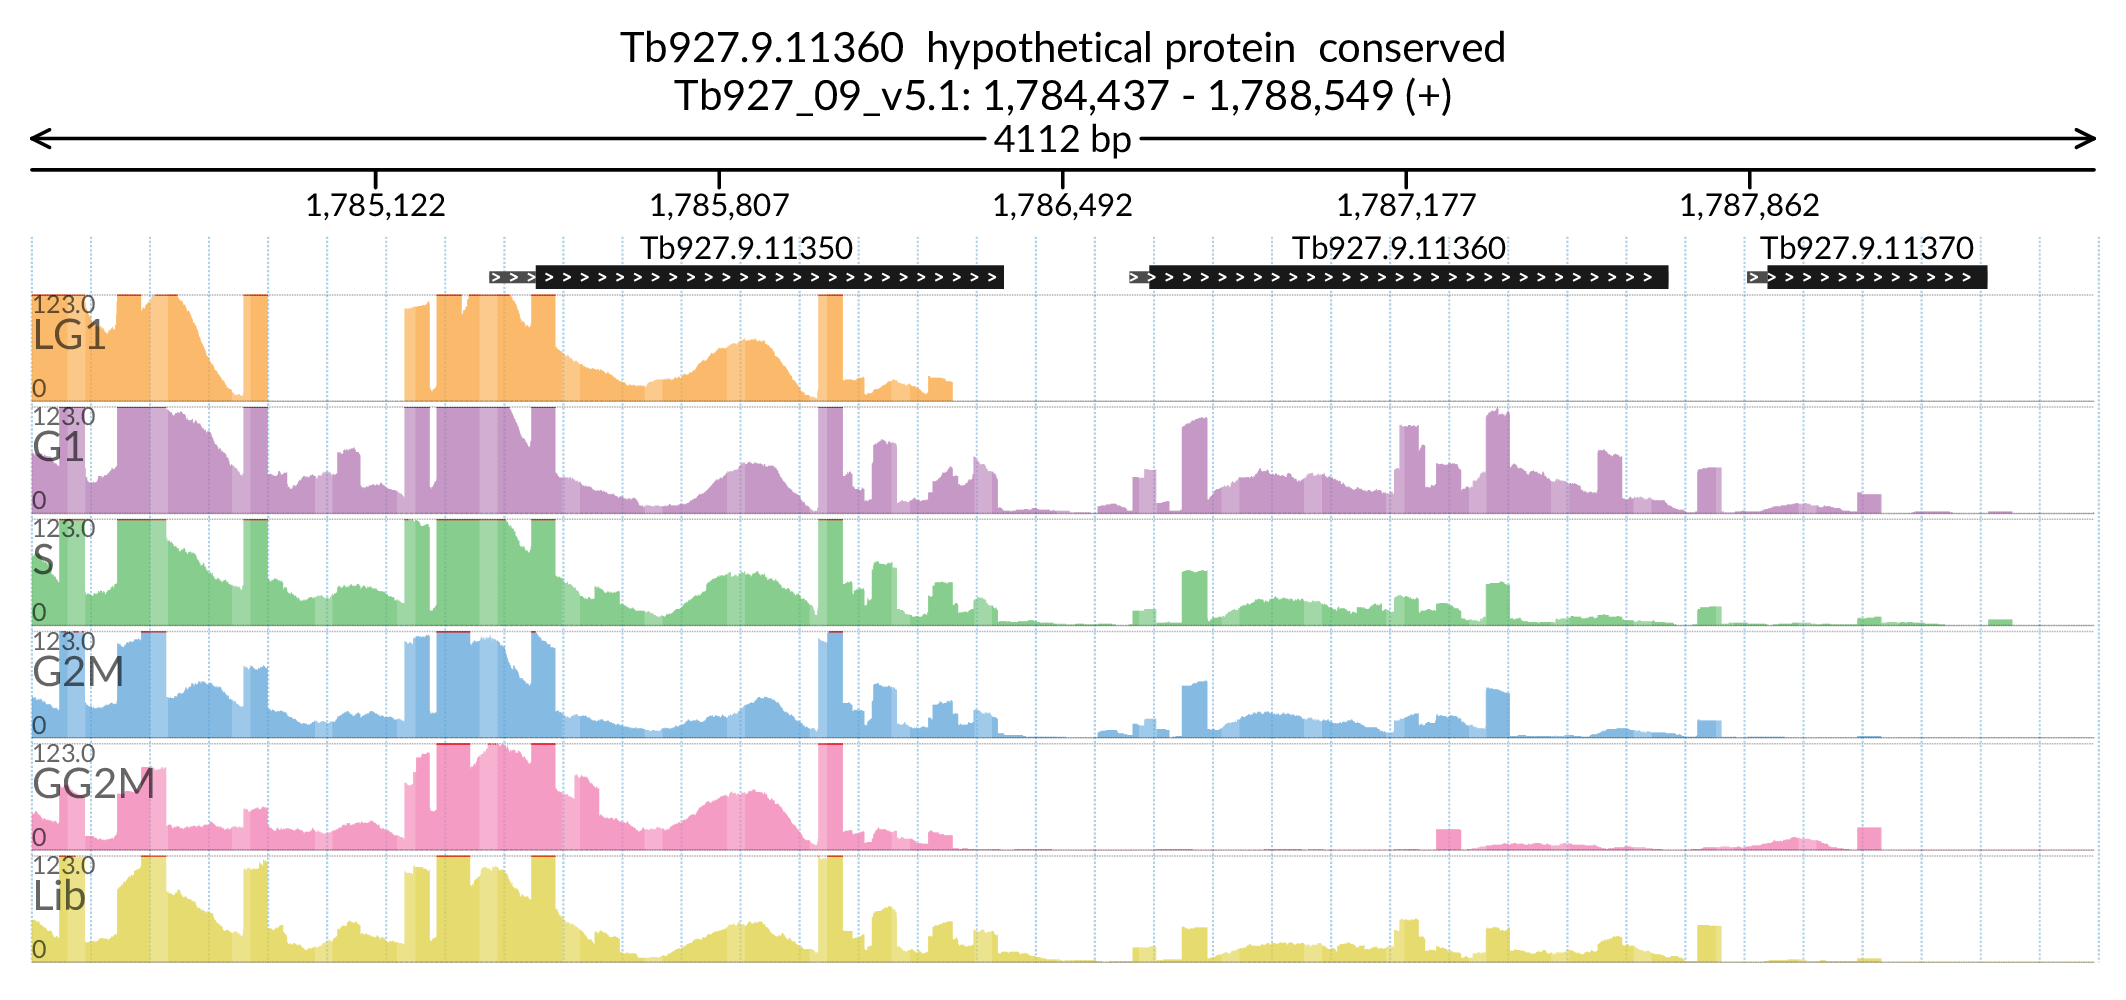 Tb927.9.11360 hypothetical protein conserved
Tb927_09_v5.1: 1,784,437 - 1,788,549 (+)
4112 bp
1,785,122 1,785,807 1,786,492 1,787,177 1,787,862
Tb927.9.11350 Tb927.9.11360 Tb927.9.11370
123.0
LG1
0
123.0
G1
0
123.0
S
0
123.0
G2M
0
123.0
GG2M
0
123.0
Lib
0